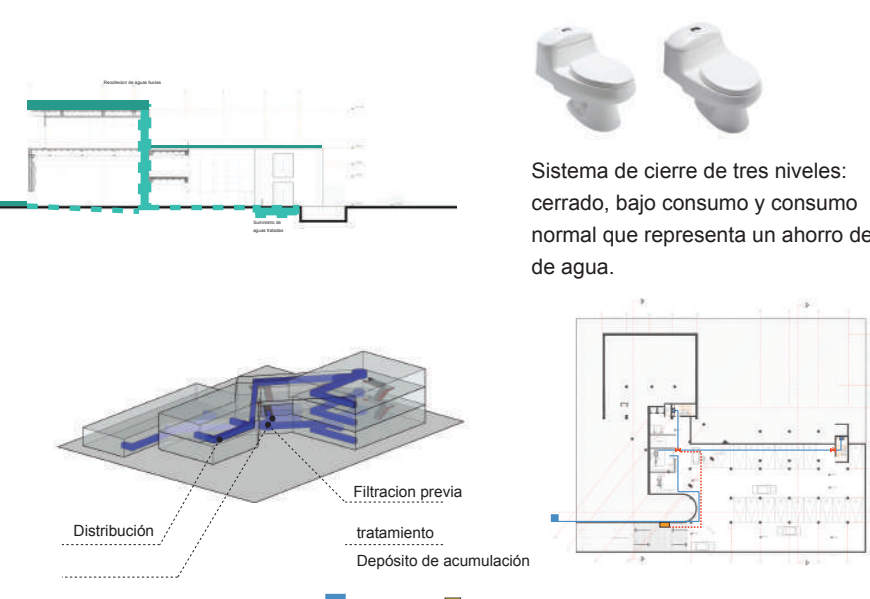 Recolledor de aguas lluvias
Suministro de
aguas tratadas
Sistema de cierre de tres niveles:
cerrado, bajo consumo y consumo
normal que representa un ahorro de
de agua.
Filtracion previa
Distribución
tratamiento
Depósito de acumulación